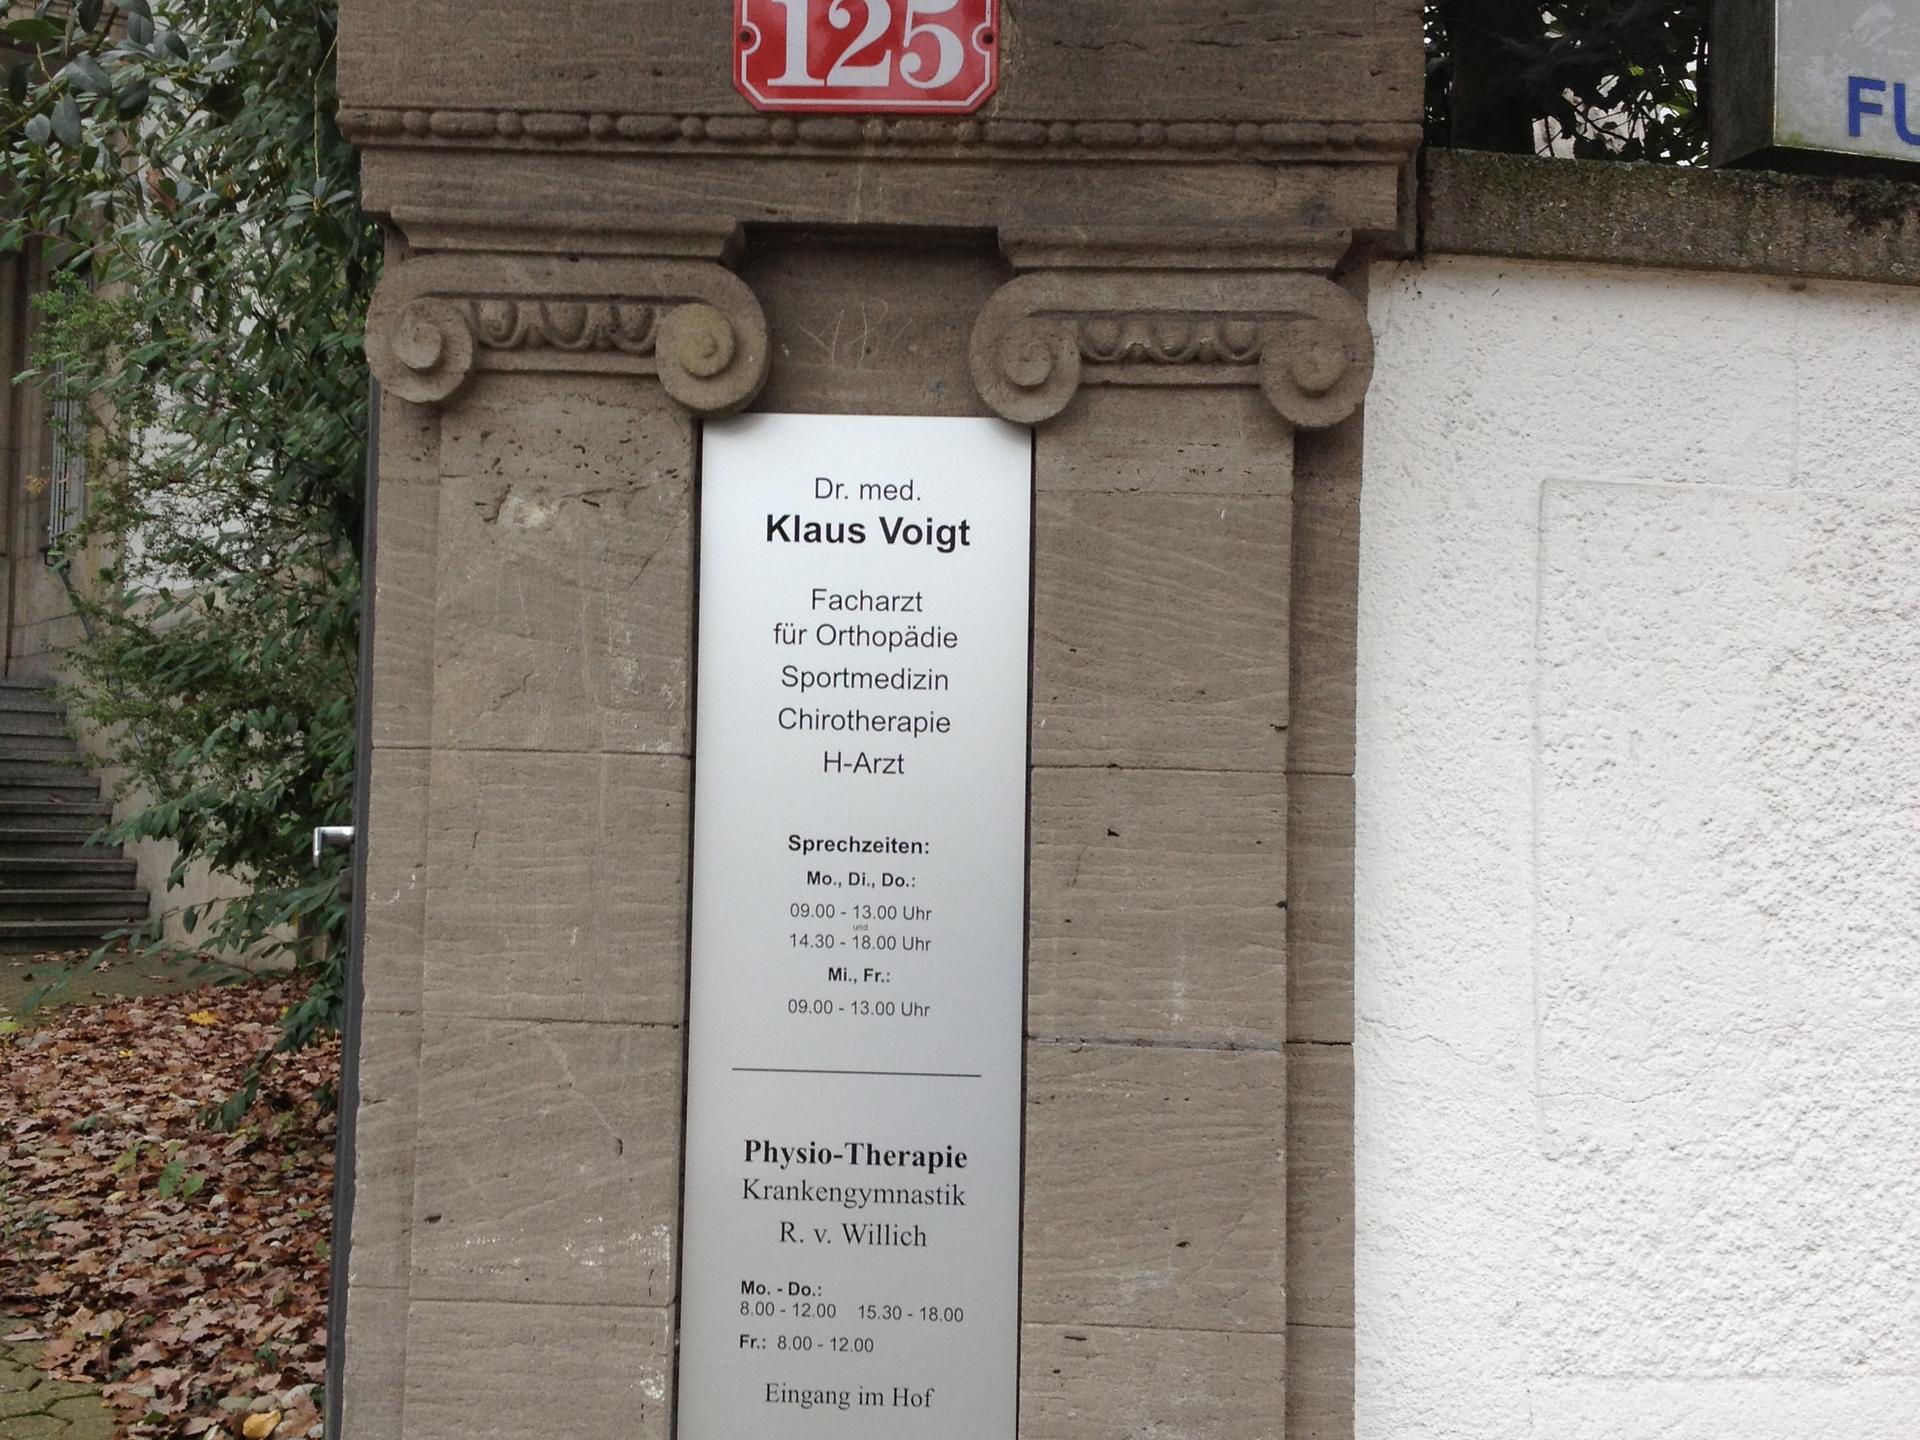 125
FU
Dr. med.
Klaus Voigt
Facharzt
für Orthopädie
Sportmedizin
Chirotherapie
H-Arzt
Sprechzeiten:
Mo., Di., Do.:
09.00 - 13.00 Uhr
und
14.30 - 18.00 Uhr
Mi., Fr.:
09.00 - 13.00 Uhr
Physio-Therapie
Krankengymnastik
R. v. Willich
Mo. - Do.:
8.00 - 12.00 15.30 - 18.00
Fr.: 8.00 - 12.00
Eingang im Hof